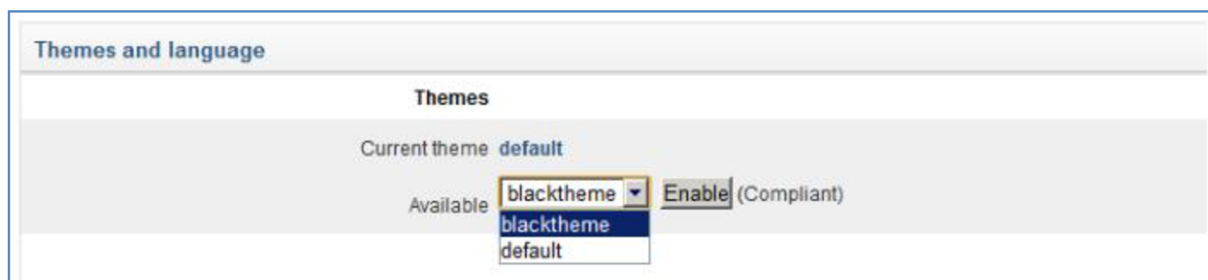 Themes and language
Themes
Current theme default
Available blacktheme Enable (Compliant)
blacktheme
default